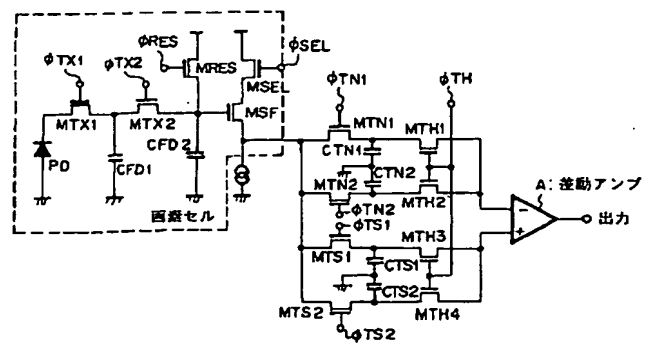 φRES
φSEL
φTX1
φTX2
MRES
MSEL
φTN1
φTH
MSF
MTX1
MTX2
MTN1
MTH1
CTN1
CFD1
CFD2
PD
CTN2
MTN2
MTH2
A:差動アンプ
画素セル
φTN2
φTS1
出力
MTS1
MTH3
CTS1
CTS2
MTS2
MTH4
φTS2
−
+